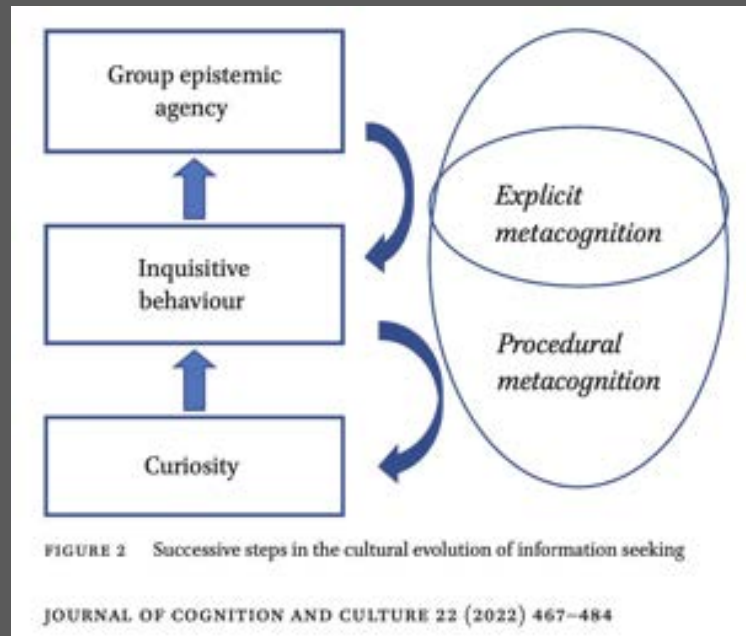 Group epistemic
agency
Inquisitive
behaviour
Curiosity
Explicit
metacognition
Procedural
metacognition
FIGURE 2 Successive steps in the cultural evolution of information seeking
JOURNAL OF COGNITION AND CULTURE 22 (2022) 467–484